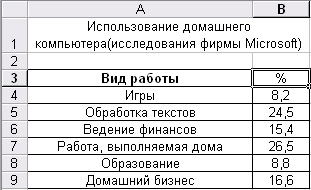 A B
1 Использование домашнего
компьютера(исследования фирмы Microsoft)
2
3 Вид работы %
4 Игры 8,2
5 Обработка текстов 24,5
6 Ведение финансов 15,4
7 Работа, выполняемая дома 26,5
8 Образование 8,8
9 Домашний бизнес 16,6